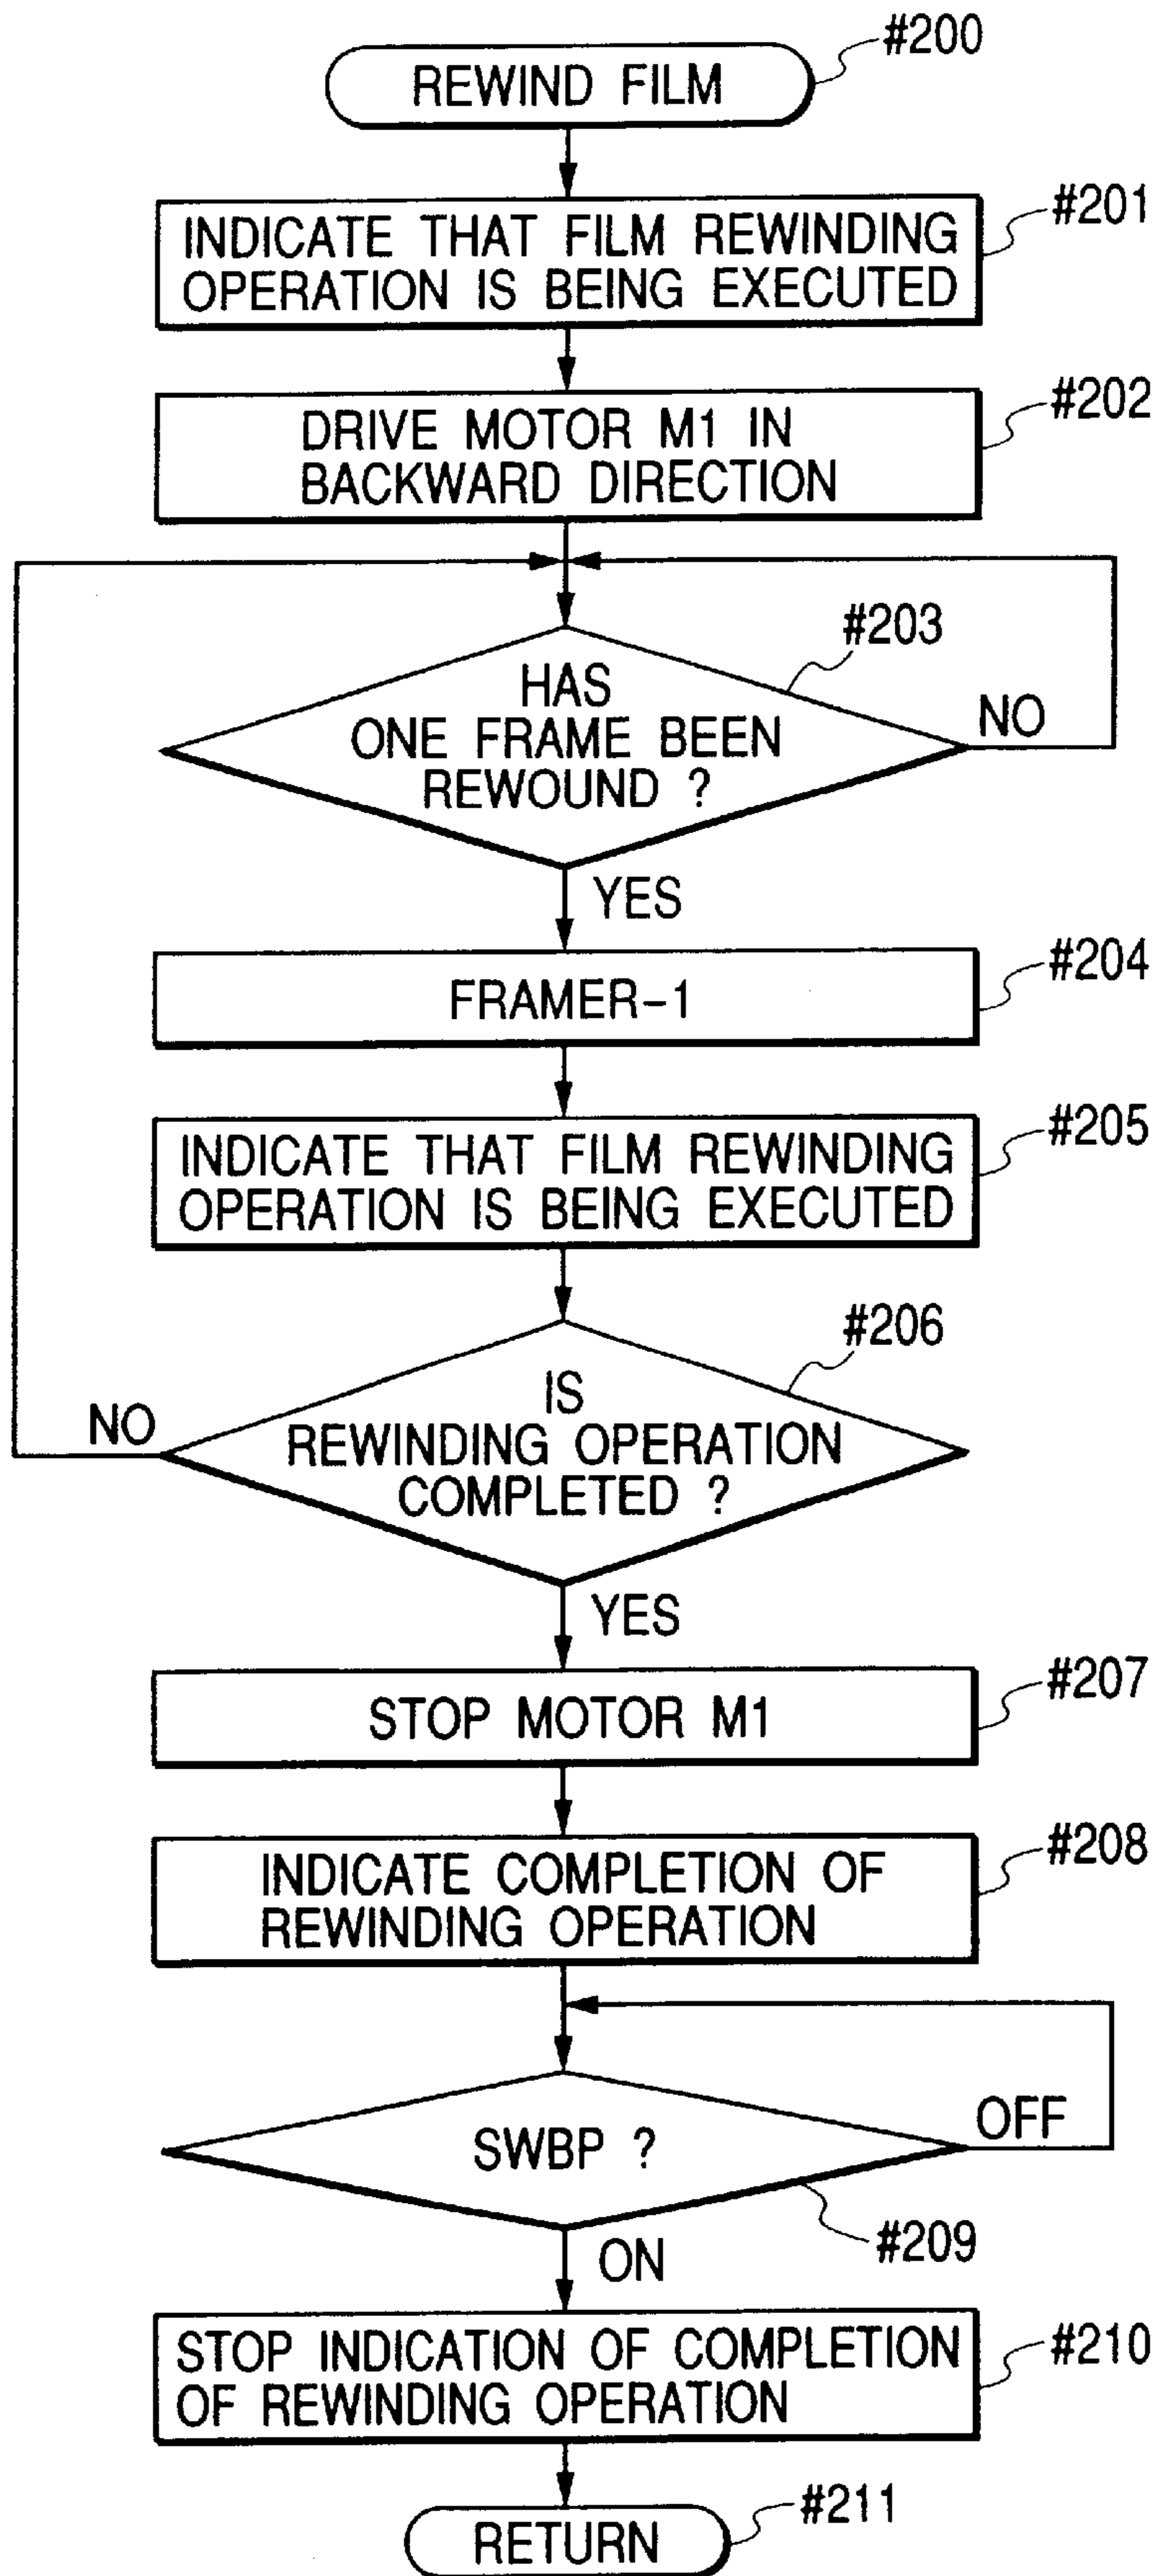 #200
REWIND FILM
#201
INDICATE THAT FILM REWINDING
OPERATION IS BEING EXECUTED
#202
DRIVE MOTOR M1 IN
BACKWARD DIRECTION
#203
HAS
ONE FRAME BEEN
REWOUND ?
NO
YES
#204
FRAMER-1
#205
INDICATE THAT FILM REWINDING
OPERATION IS BEING EXECUTED
#206
IS
REWINDING OPERATION
COMPLETED ?
NO
YES
#207
STOP MOTOR M1
#208
INDICATE COMPLETION OF
REWINDING OPERATION
SWBP ?
OFF
#209
ON
#210
STOP INDICATION OF COMPLETION
OF REWINDING OPERATION
#211
RETURN